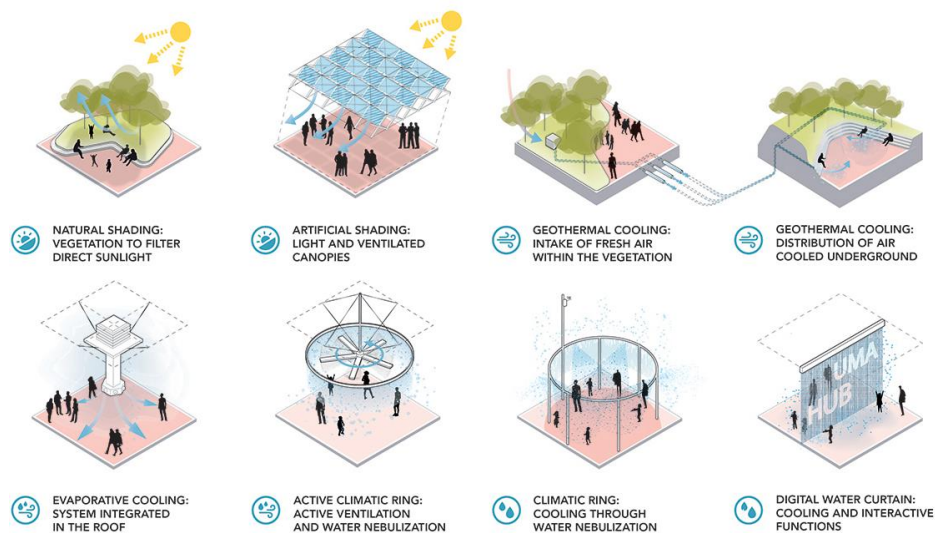 NATURAL SHADING:
VEGETATION TO FILTER
DIRECT SUNLIGHT
ARTIFICIAL SHADING:
LIGHT AND VENTILATED
CANOPIES
GEOTHERMAL COOLING:
INTAKE OF FRESH AIR
WITHIN THE VEGETATION
GEOTHERMAL COOLING:
DISTRIBUTION OF AIR
COOLED UNDERGROUND
UMA
HUB
EVAPORATIVE COOLING:
SYSTEM INTEGRATED
IN THE ROOF
ACTIVE CLIMATIC RING:
ACTIVE VENTILATION
AND WATER NEBULIZATION
CLIMATIC RING:
COOLING THROUGH
WATER NEBULIZATION
DIGITAL WATER CURTAIN:
COOLING AND INTERACTIVE
FUNCTIONS